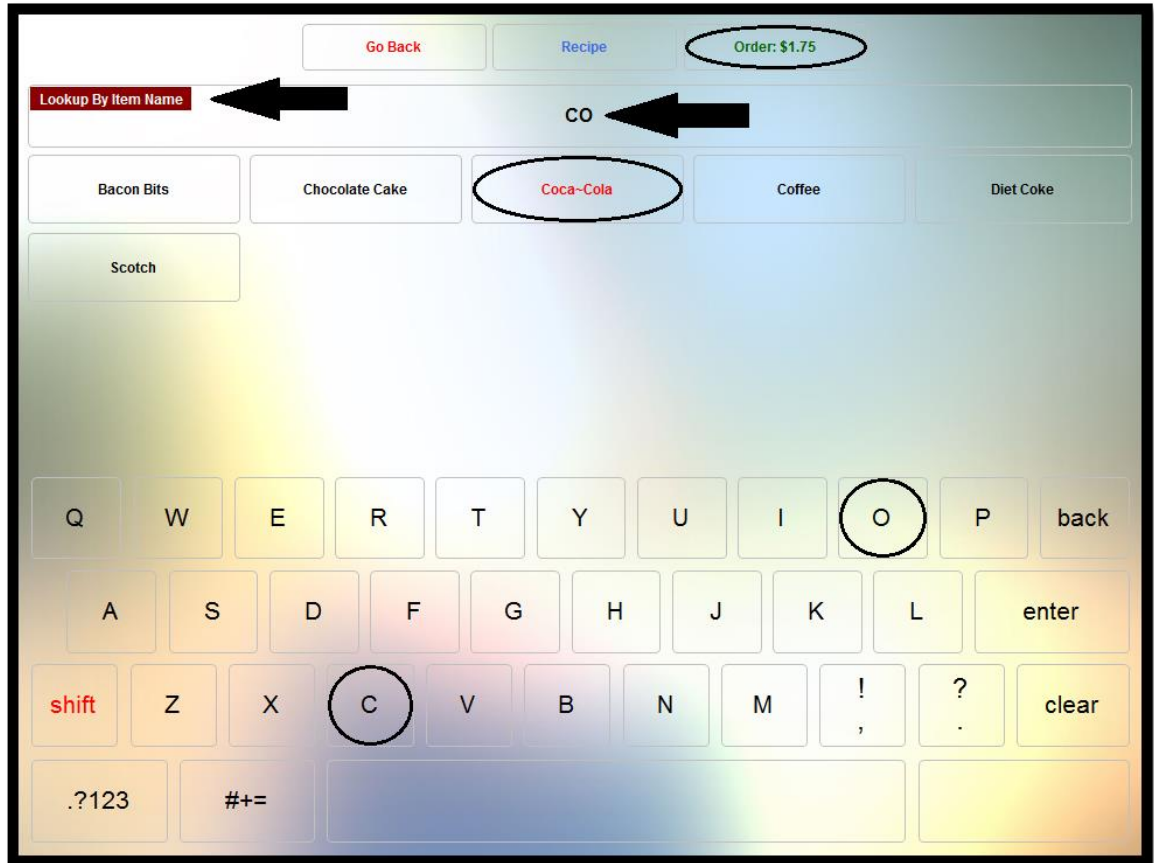 Go Back Recipe Order: $1.75
Lookup By Item Name
CO
Bacon Bits Chocolate Cake Coca~Cola Coffee Diet Coke
Scotch
Q W E R T Y U I O P back
A S D F G H J K L enter
shift Z X C V B N M ! , ? . clear
.?123 #+=